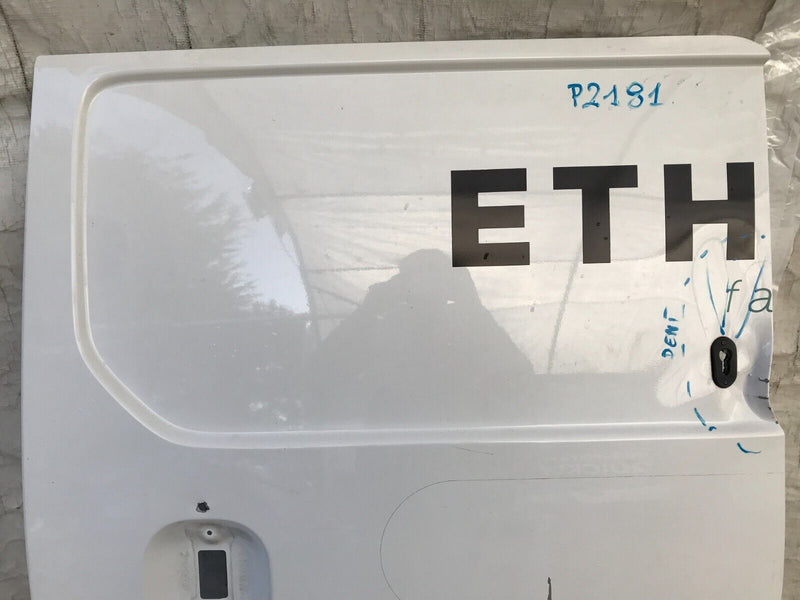 P2181
ETH
fa
DENT